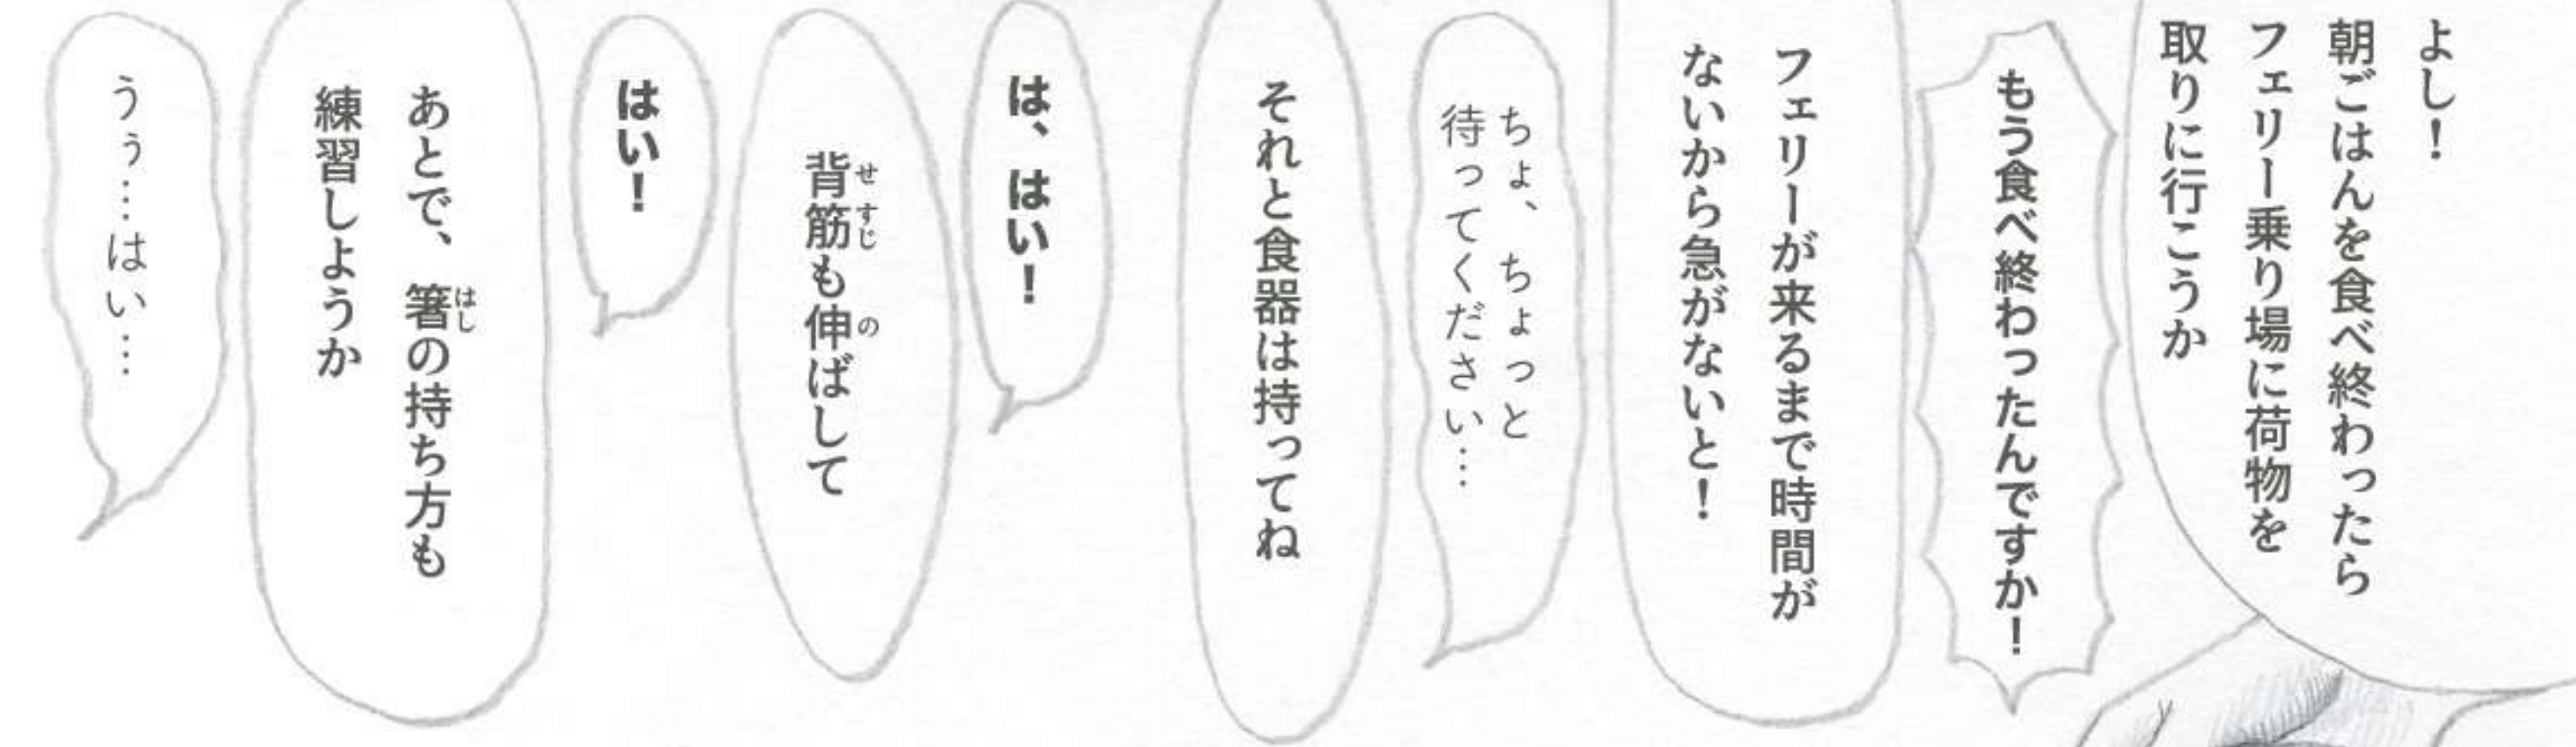 よし！
朝ごはんを食べ終わったら
フェリー乗り場に荷物を
取りに行こうか
もう食べ終わったんですか！
フェリーが来るまで時間が
ないから急がないと！
ちょ、ちょっと
待ってください…
それと食器は持ってね
は、はい！
背筋も伸ばして
せすじ
の
はい！
あとで、箸の持ち方も
はし
練習しようか
うぅ…はい…